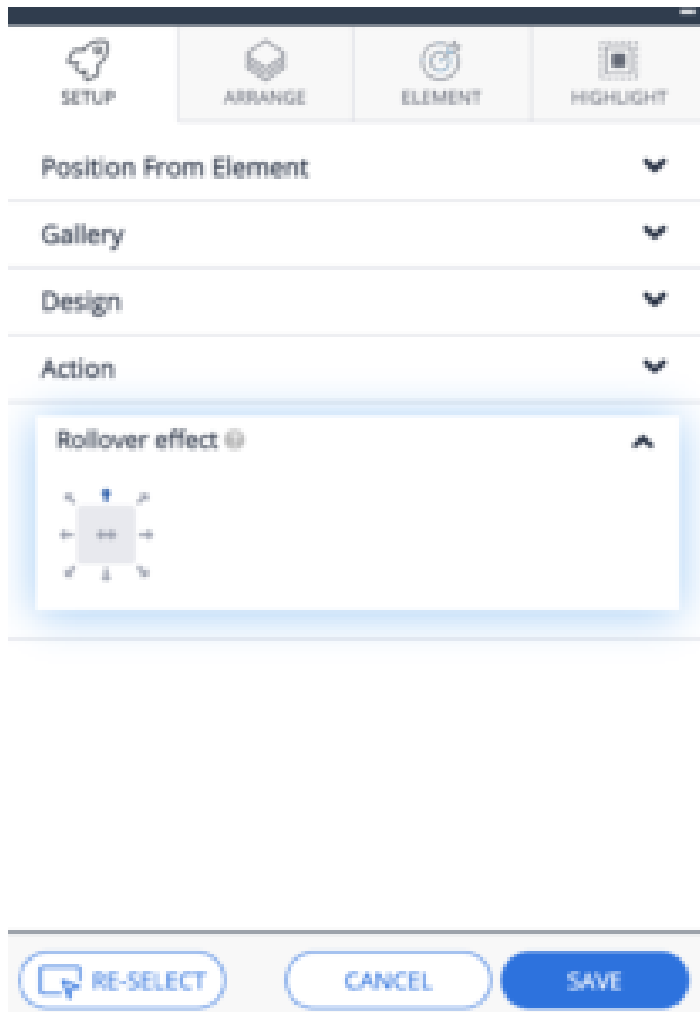 SETUP ARRANGE ELEMENT HIGHLIGHT
Position From Element
Gallery
Design
Action
Rollover effect
RE-SELECT CANCEL SAVE